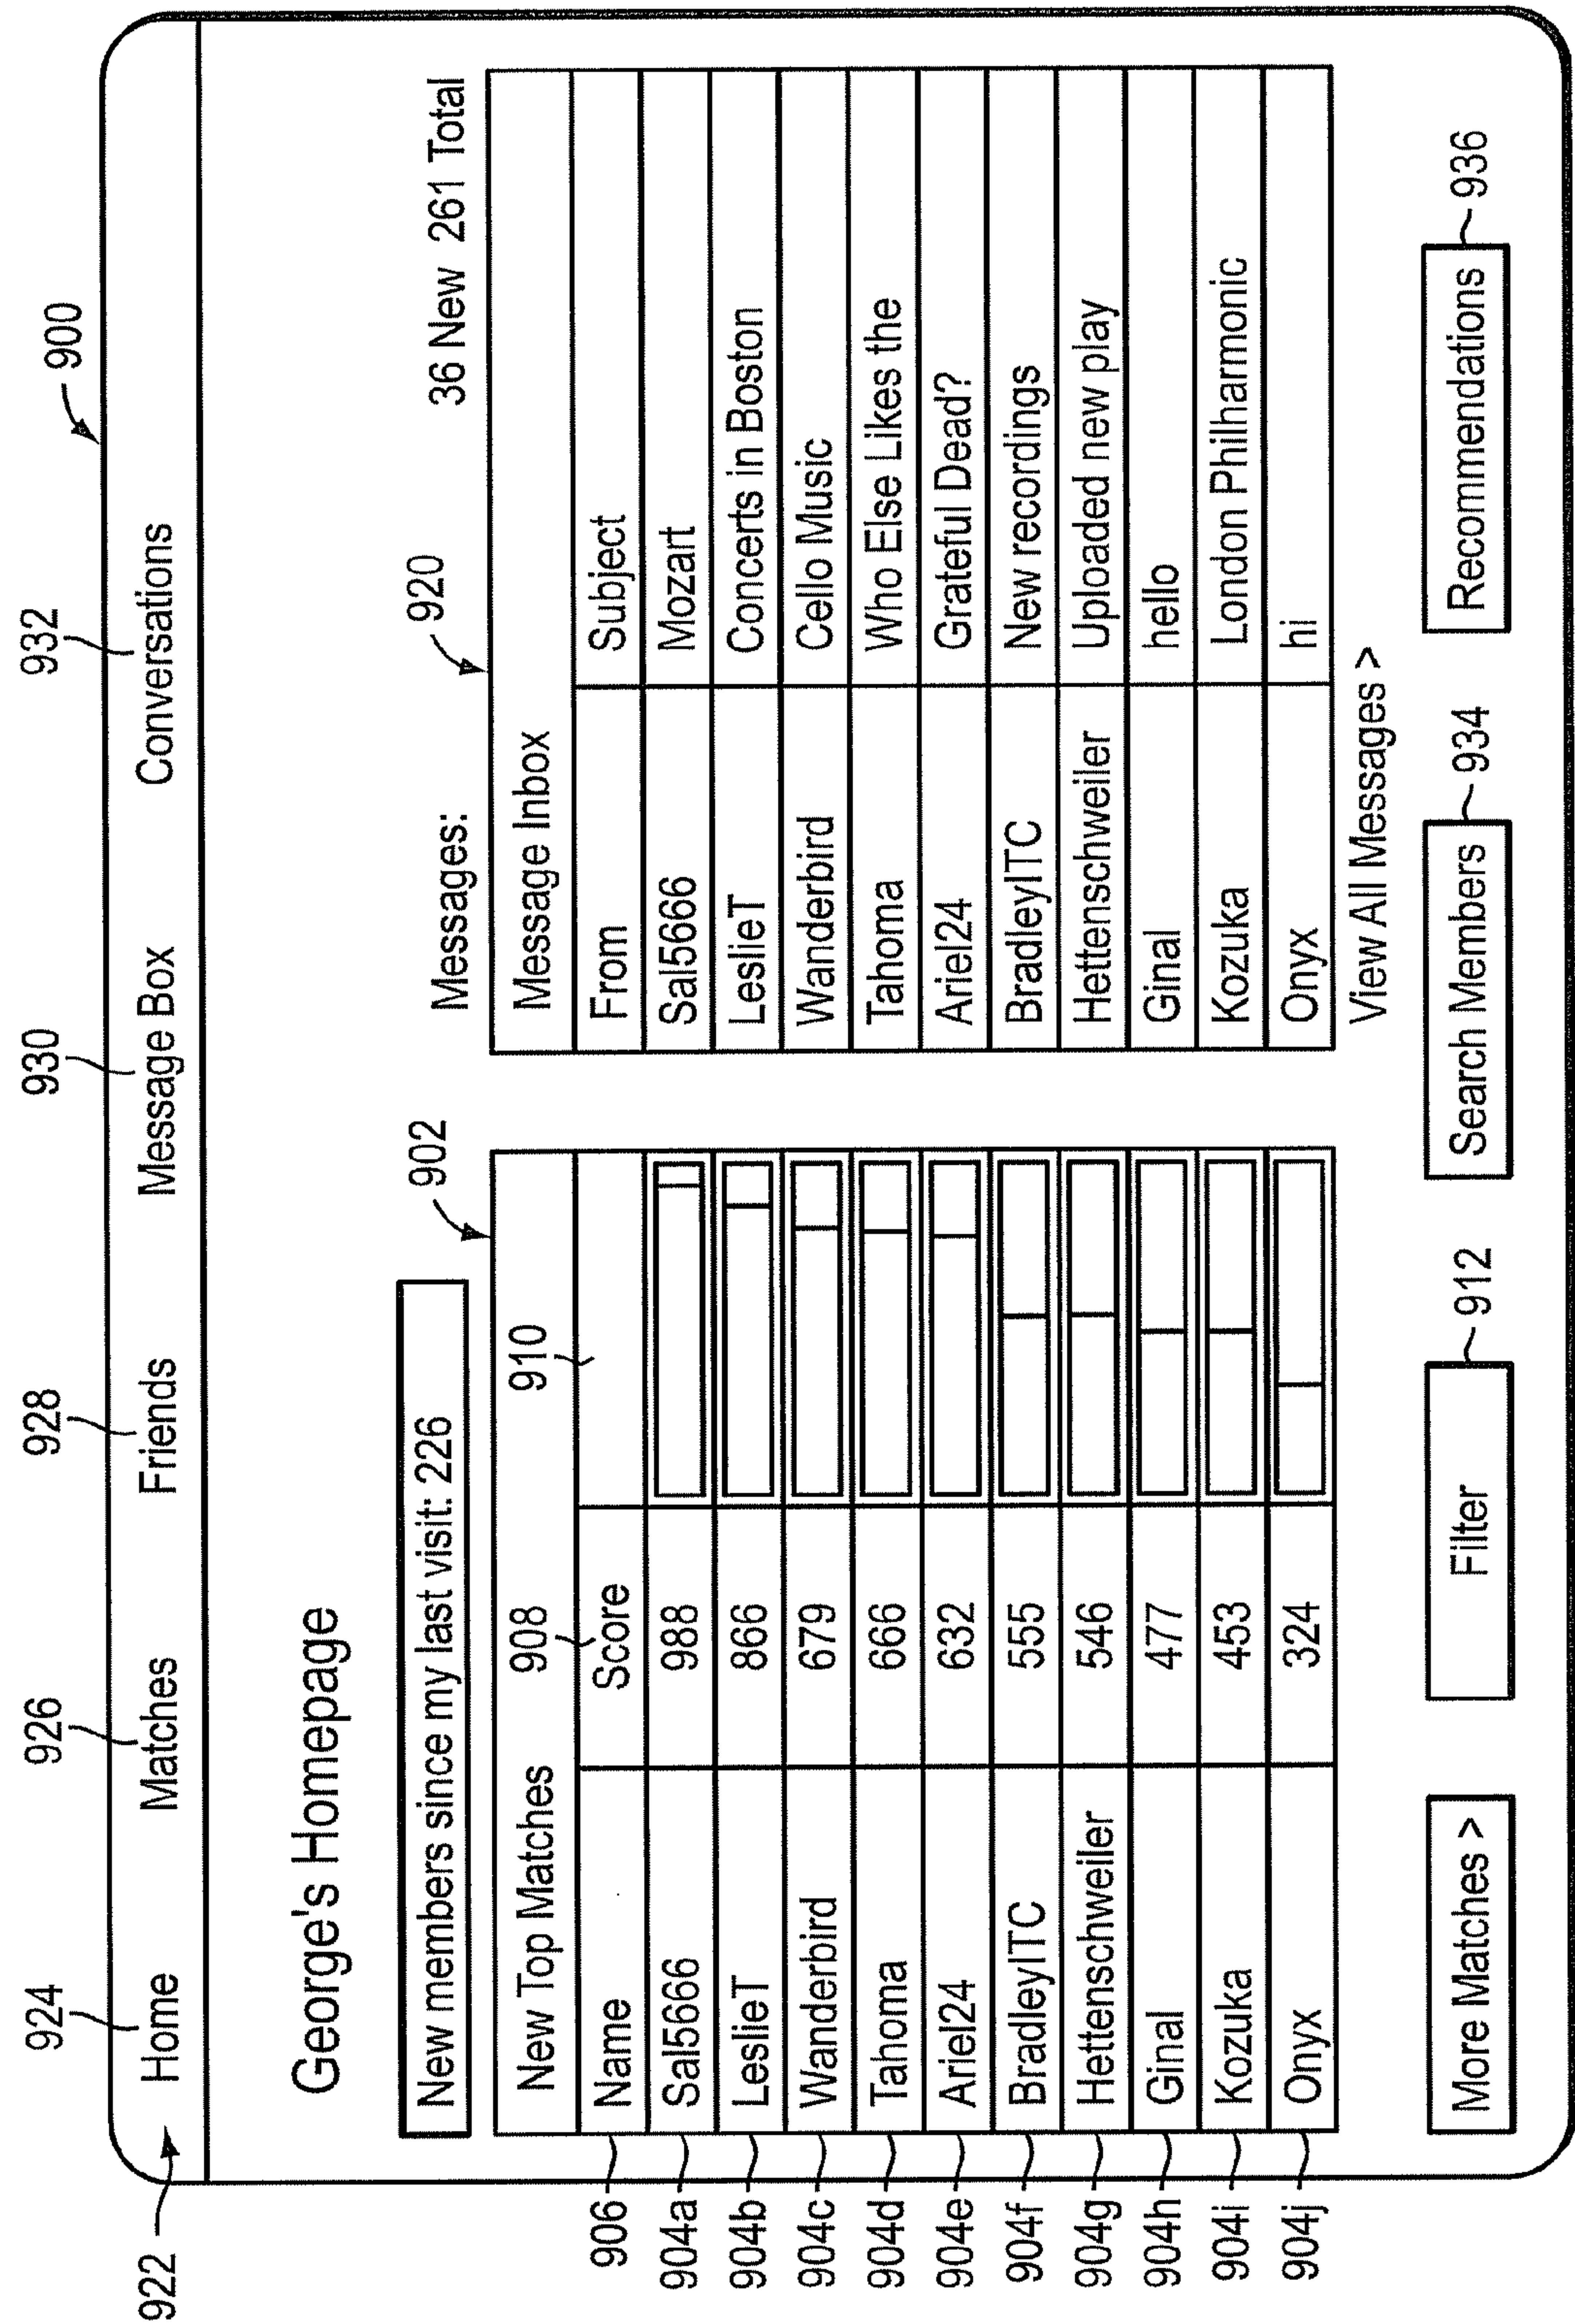 900
924 926 928 930 932
922 Home Matches Friends Message Box Conversations
George's Homepage
New members since my last visit: 226
902
New Top Matches 908 910
906 Name Score
904a Sal5666 988
904b LeslieT 866
904c Wanderbird 679
904d Tahoma 666
904e Ariel24 632
904f BradleyITC 555
904g Hettenschweiler 546
904h Ginal 477
904i Kozuka 453
904j Onyx 324
More Matches > Filter 912
Messages: 920 36 New 261 Total
Message Inbox
From Subject
Sal5666 Mozart
LeslieT Concerts in Boston
Wanderbird Cello Music
Tahoma Who Else Likes the
Ariel24 Grateful Dead?
BradleyITC New recordings
Hettenschweiler Uploaded new play
Ginal hello
Kozuka London Philharmonic
Onyx hi
View All Messages >
Search Members 934 Recommendations 936